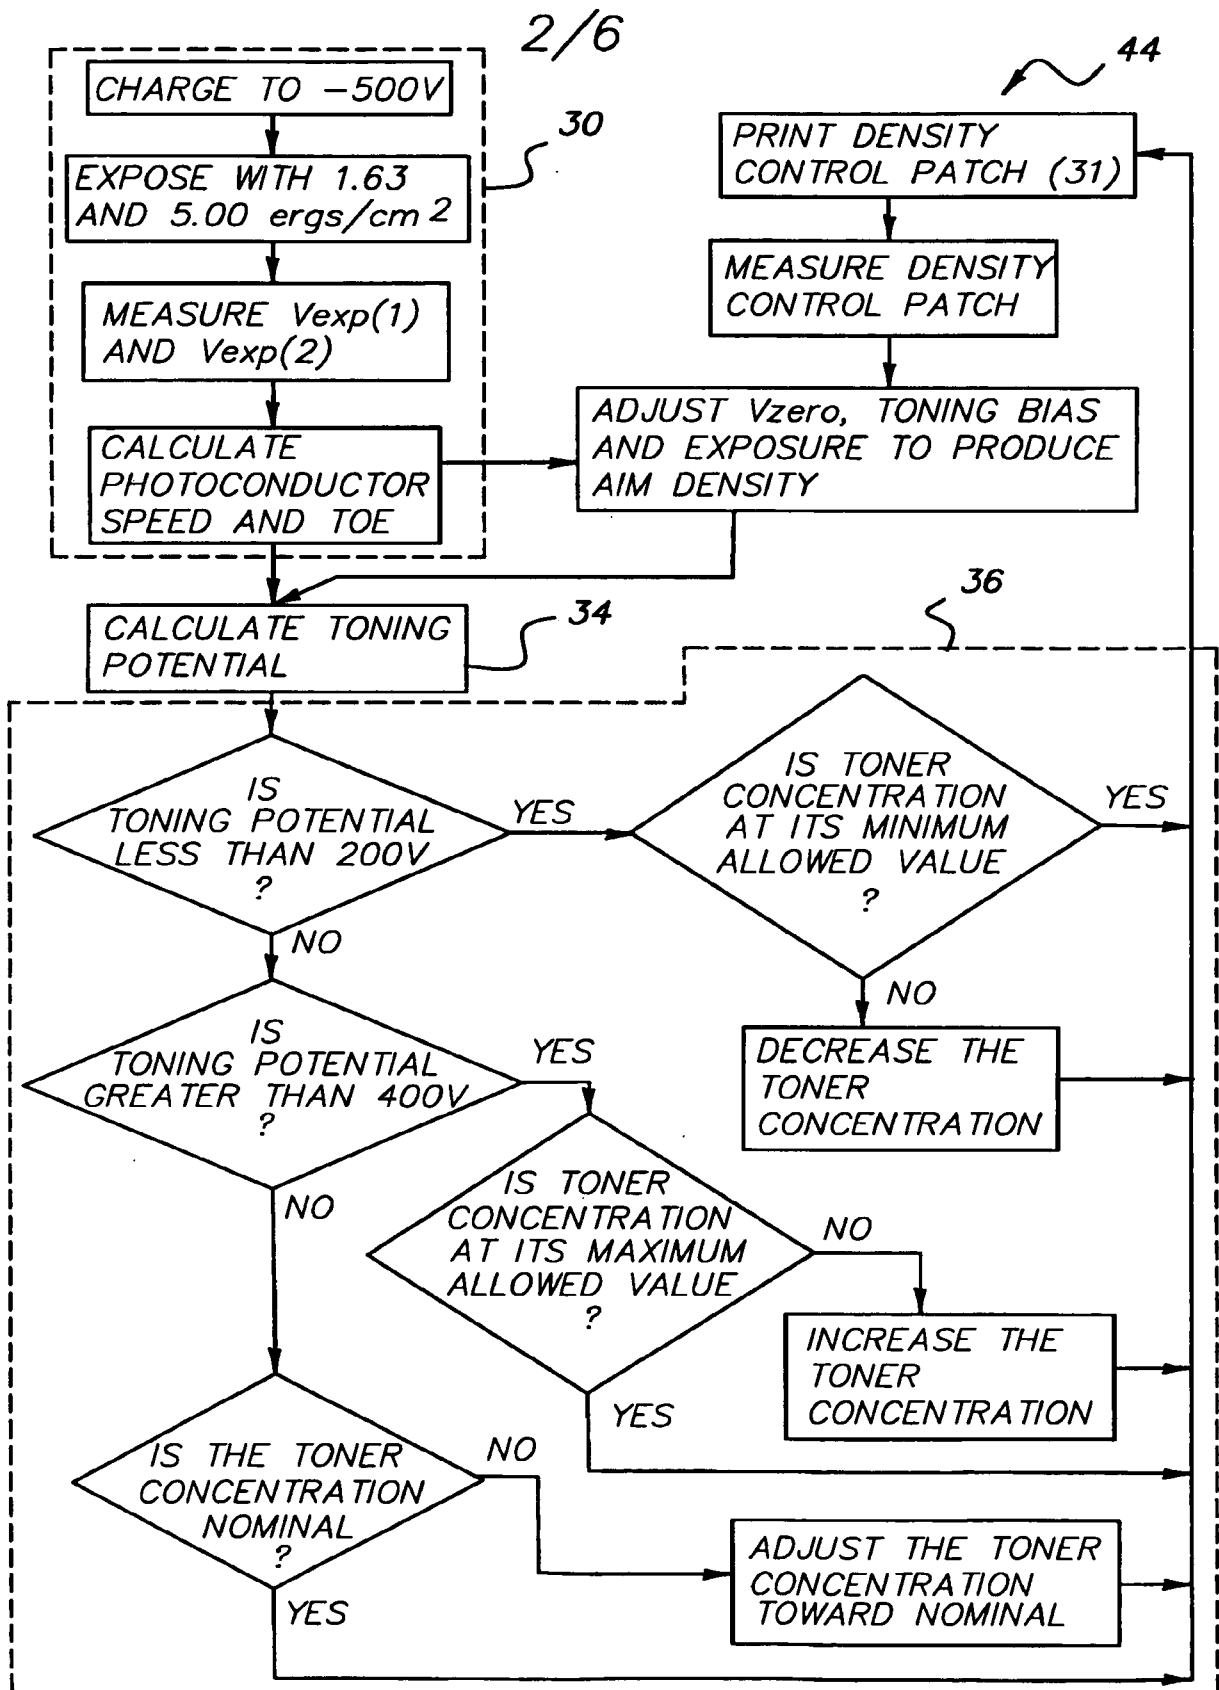 2/6
44
CHARGE TO -500V
30
EXPOSE WITH 1.63
AND 5.00 ergs/cm2
MEASURE Vexp(1)
AND Vexp(2)
CALCULATE
PHOTOCONDUCTOR
SPEED AND TOE
PRINT DENSITY
CONTROL PATCH (31)
MEASURE DENSITY
CONTROL PATCH
ADJUST Vzero, TONING BIAS
AND EXPOSURE TO PRODUCE
AIM DENSITY
34
CALCULATE TONING
POTENTIAL
36
IS
TONING POTENTIAL
LESS THAN 200V
?
YES
NO
IS TONER
CONCENTRATION
AT ITS MINIMUM
ALLOWED VALUE
?
YES
NO
DECREASE THE
TONER
CONCENTRATION
IS
TONING POTENTIAL
GREATER THAN 400V
?
YES
NO
IS TONER
CONCENTRATION
AT ITS MAXIMUM
ALLOWED VALUE
?
NO
YES
INCREASE THE
TONER
CONCENTRATION
IS THE TONER
CONCENTRATION
NOMINAL
?
NO
YES
ADJUST THE TONER
CONCENTRATION
TOWARD NOMINAL